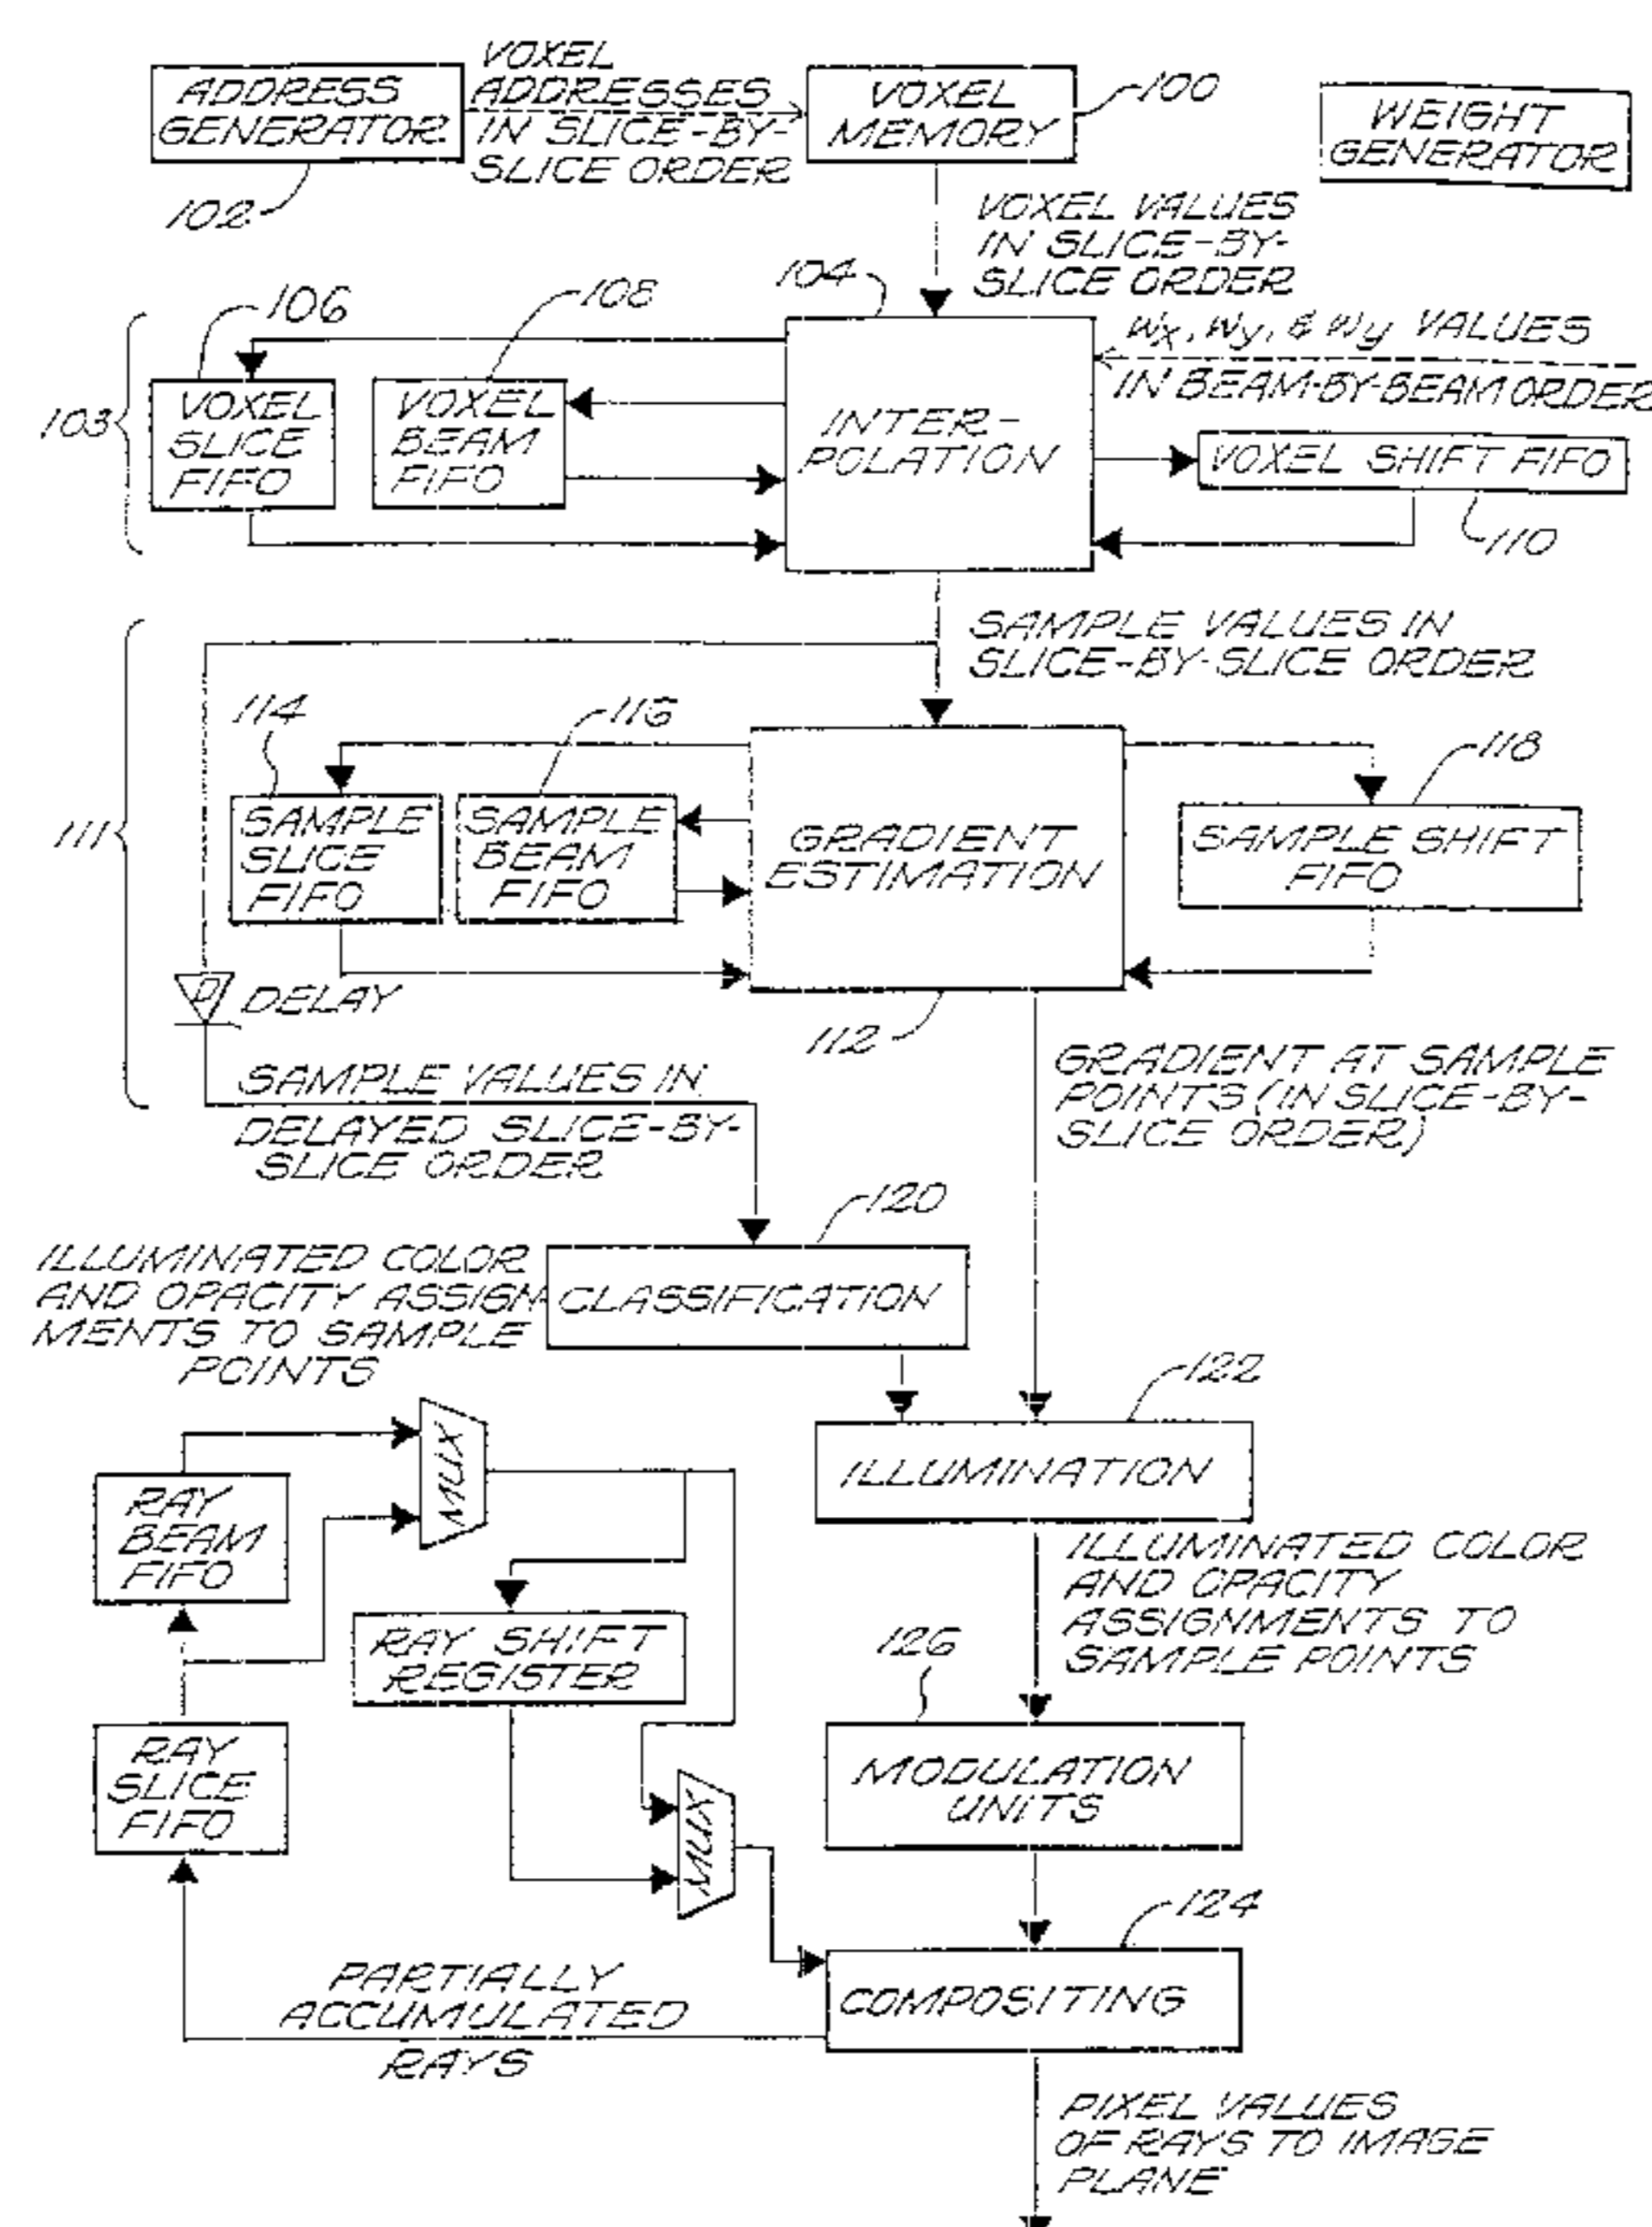 ADDRESS
GENERATOR
102
VOXEL
ADDRESSES
IN SLICE-BY-
SLICE ORDER
VOXEL
MEMORY
100
WEIGHT
GENERATOR
VOXEL VALUES
IN SLICE-BY-
SLICE ORDER
103
106
VOXEL
SLICE
FIFO
108
VOXEL
BEAM
FIFO
104
INTER-
POLATION
Wx, Wy, & Wy VALUES
IN BEAM-BY-BEAM ORDER
VOXEL SHIFT FIFO
110
SAMPLE VALUES IN
SLICE-BY-SLICE ORDER
111
114
SAMPLE
SLICE
FIFO
116
SAMPLE
BEAM
FIFO
GRADIENT
ESTIMATION
112
118
SAMPLE SHIFT
FIFO
D
DELAY
SAMPLE VALUES IN
DELAYED SLICE-BY-
SLICE ORDER
GRADIENT AT SAMPLE
POINTS (IN SLICE-BY-
SLICE ORDER)
120
CLASSIFICATION
ILLUMINATED COLOR
AND OPACITY ASSIGN-
MENTS TO SAMPLE
POINTS
122
ILLUMINATION
MUX
RAY
BEAM
FIFO
RAY SHIFT
REGISTER
ILLUMINATED COLOR
AND OPACITY
ASSIGNMENTS TO
SAMPLE POINTS
126
MODULATION
UNITS
RAY
SLICE
FIFO
MUX
124
COMPOSITING
PARTIALLY
ACCUMULATED
RAYS
PIXEL VALUES
OF RAYS TO IMAGE
PLANE